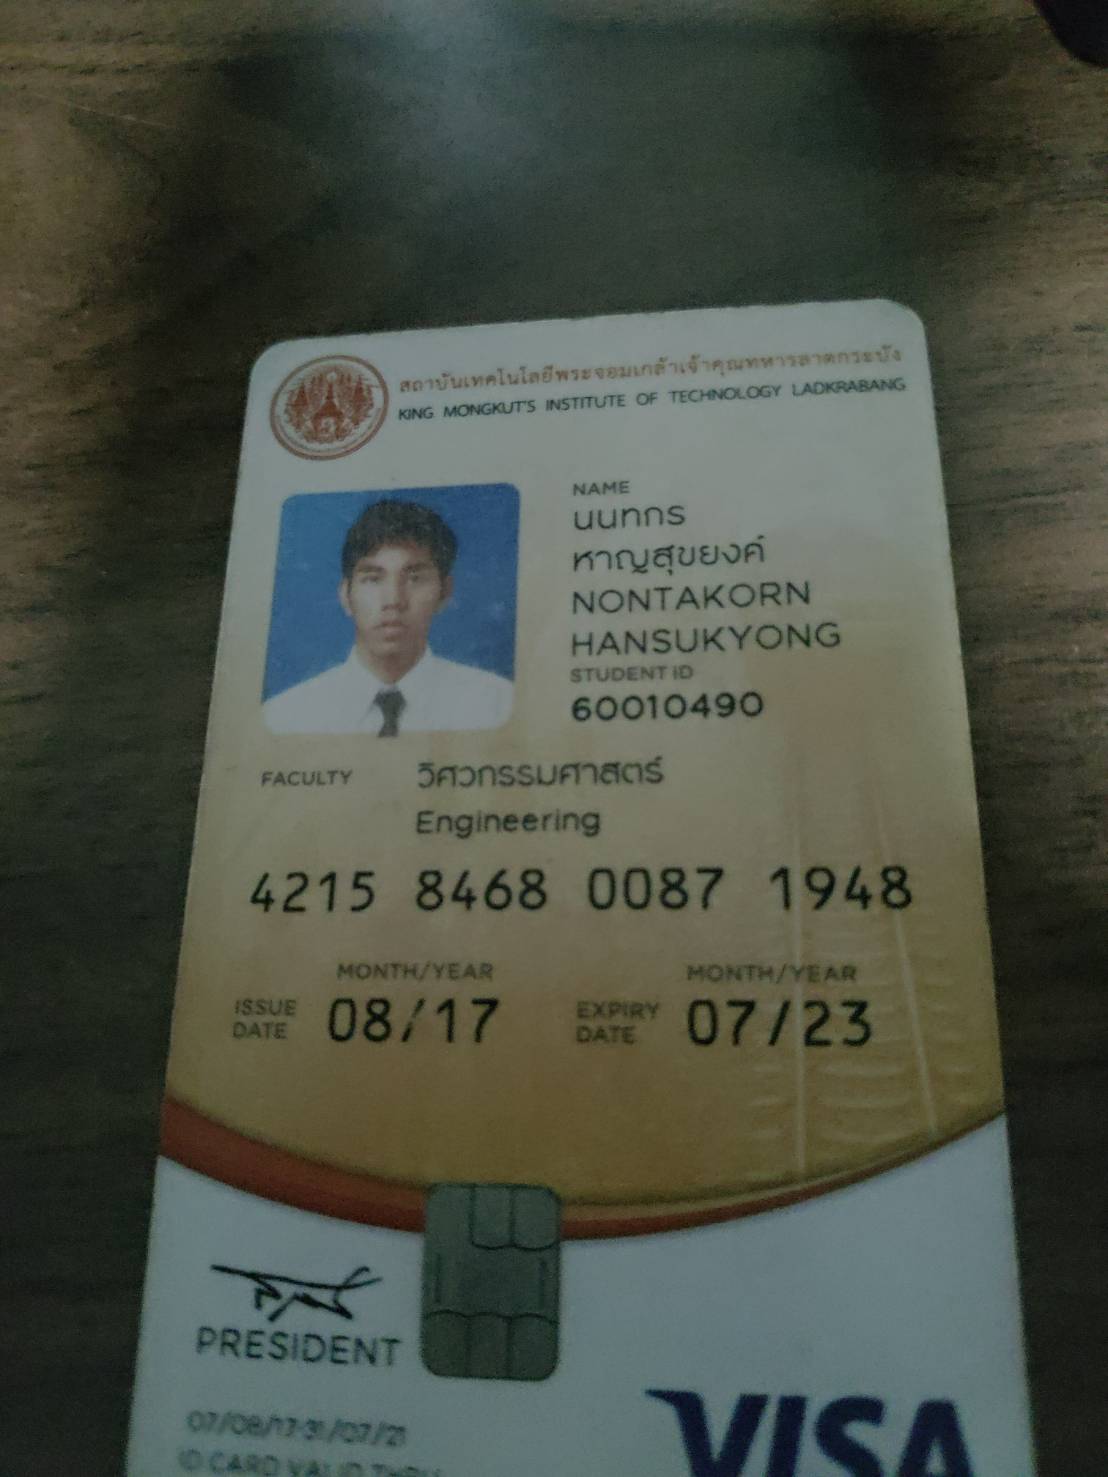 สถาบันเทคโนโลยีพระจอมเกล้าเจ้าคุณทหารลาดกระบัง
KING MONGKUT'S INSTITUTE OF TECHNOLOGY LADKRABANG
NAME
นนทกร
หาญสุขยงค์
NONTAKORN
HANSUKYONG
STUDENT ID
60010490
FACULTY วิศวกรรมศาสตร์
Engineering
4215 8468 0087 1948
MONTH/YEAR MONTH/YEAR
ISSUE DATE 08/17 EXPIRY DATE 07/23
PRESIDENT
07/08/17-31/07/21
ID CARD VALID THRU
VISA